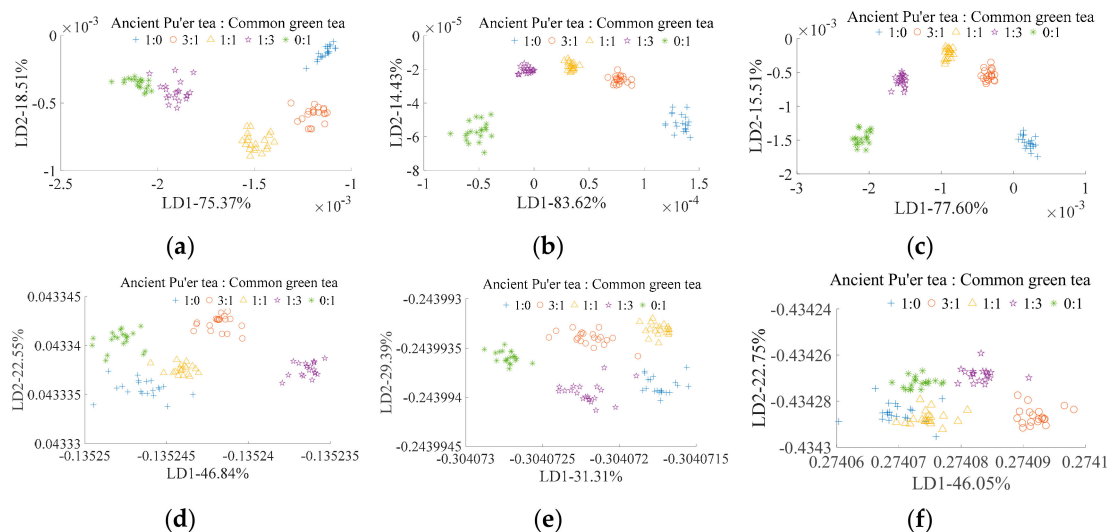 ×10⁻³
Ancient Pu'er tea : Common green tea
1:0 3:1 1:1 1:3 0:1
0
-0.5
-1
-2.5 -2 -1.5 -1
LD2-18.51%
LD1-75.37%
×10⁻³
(a)
×10⁻⁵
Ancient Pu'er tea : Common green tea
1:0 3:1 1:1 1:3 0:1
0
-2
-4
-6
-8
-1 -0.5 0 0.5 1 1.5
LD2-14.43%
LD1-83.62%
×10⁻⁴
(b)
×10⁻³
Ancient Pu'er tea : Common green tea
1:0 3:1 1:1 1:3 0:1
0
-0.5
-1
-1.5
-2
-3 -2 -1 0 1
LD2-15.51%
LD1-77.60%
×10⁻³
(c)
Ancient Pu'er tea : Common green tea
1:0 3:1 1:1 1:3 0:1
0.043345
0.04334
0.043335
0.04333
-0.13525 -0.135245 -0.13524 -0.135235
LD2-22.55%
LD1-46.84%
(d)
Ancient Pu'er tea : Common green tea
1:0 3:1 1:1 1:3 0:1
-0.243993
-0.2439935
-0.243994
-0.2439945
-0.304073 -0.3040725 -0.304072 -0.3040715
LD2-29.39%
LD1-31.31%
(e)
Ancient Pu'er tea : Common green tea
1:0 3:1 1:1 1:3 0:1
-0.43424
-0.43426
-0.43428
-0.4343
0.27406 0.27407 0.27408 0.27409 0.2741
LD2-22.75%
LD1-46.05%
(f)